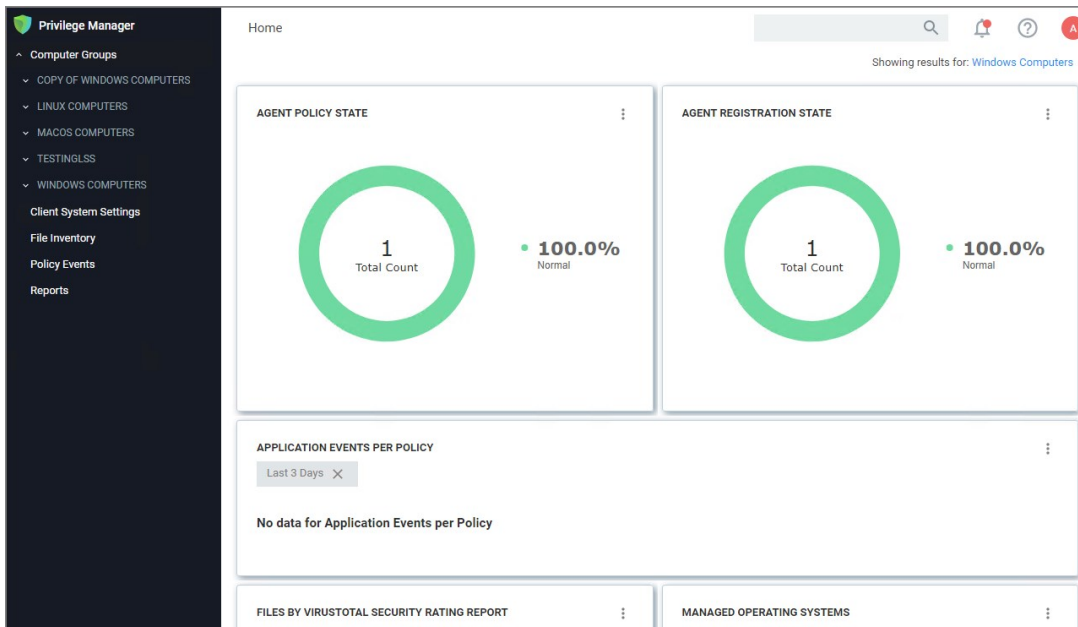 Privilege Manager
Computer Groups
COPY OF WINDOWS COMPUTERS
LINUX COMPUTERS
MACOS COMPUTERS
TESTINGLSS
WINDOWS COMPUTERS
Client System Settings
File Inventory
Policy Events
Reports
Home
?
A
Showing results for: Windows Computers
AGENT POLICY STATE
1
Total Count
100.0%
Normal
AGENT REGISTRATION STATE
1
Total Count
100.0%
Normal
APPLICATION EVENTS PER POLICY
Last 3 Days
No data for Application Events per Policy
FILES BY VIRUSTOTAL SECURITY RATING REPORT
MANAGED OPERATING SYSTEMS